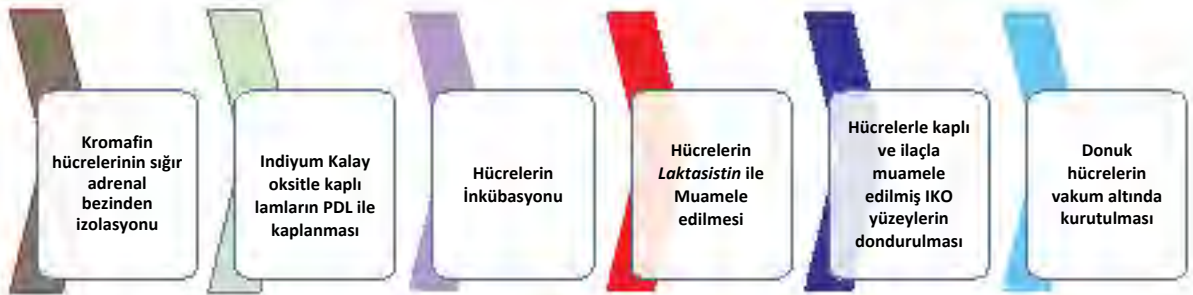 Kromafin
hücrelerinin sığır
adrenal
bezinden
izolasyonu
Indiyum Kalay
oksitle kaplı
lamların PDL ile
kaplanması
Hücrelerin
İnkübasyonu
Hücrelerin
Laktasistin ile
Muamele
edilmesi
Hücrelerle kaplı
ve ilaçla
muamele
edilmiş IKO
yüzeylerin
dondurulması
Donuk
hücrelerin
vakum altında
kurutulması